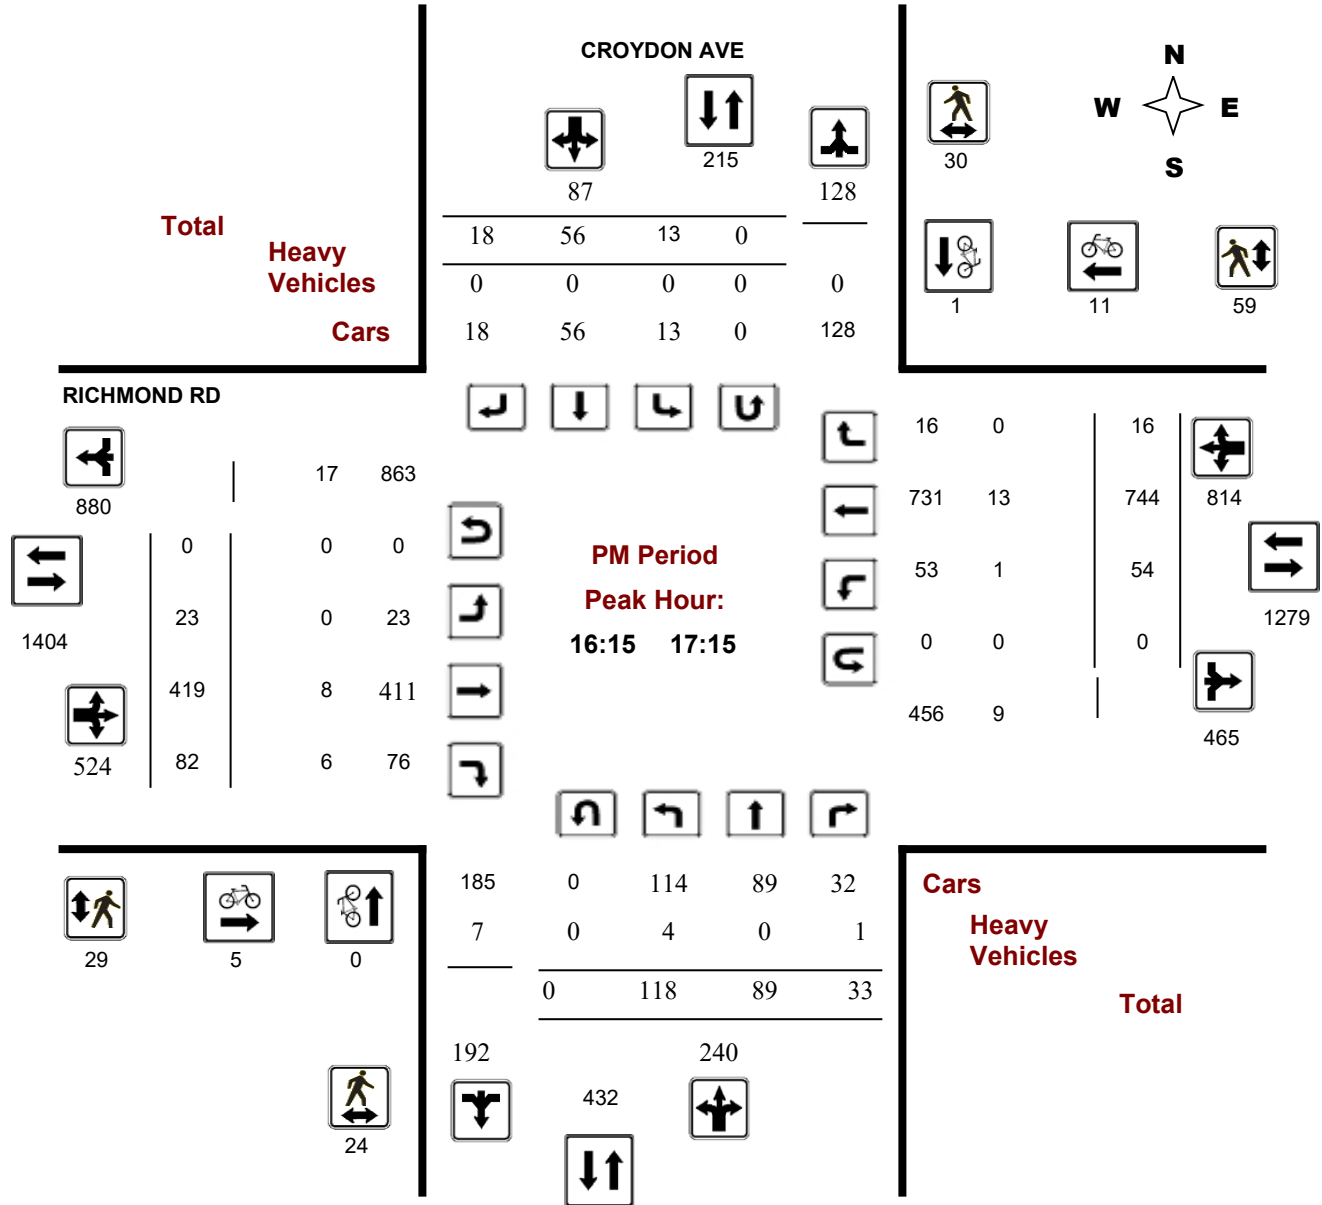 CROYDON AVE
N
W E
S
215
30
87
128
Total
18 56 13 0
Heavy
Vehicles
0 0 0 0 0
1 11 59
Cars
18 56 13 0 128
RICHMOND RD
16 0 16
17 863
880
731 13 744 814
0 0 0
PM Period
53 1 54
Peak Hour:
23 0 23
1279
1404
16:15 17:15
0 0 0
419 8 411
456 9
465
524 82 6 76
185 0 114 89 32
Cars
7 0 4 0 1
Heavy
Vehicles
29 5 0
0 118 89 33
Total
192 240
432
24